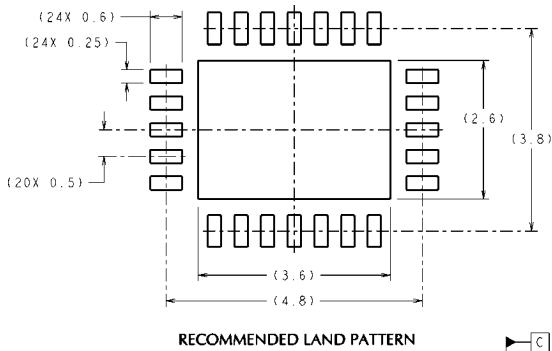 (24X 0.6)
(24X 0.25)
(20X 0.5)
(2.6)
(3.8)
(3.6)
(4.8)
RECOMMENDED LAND PATTERN
C